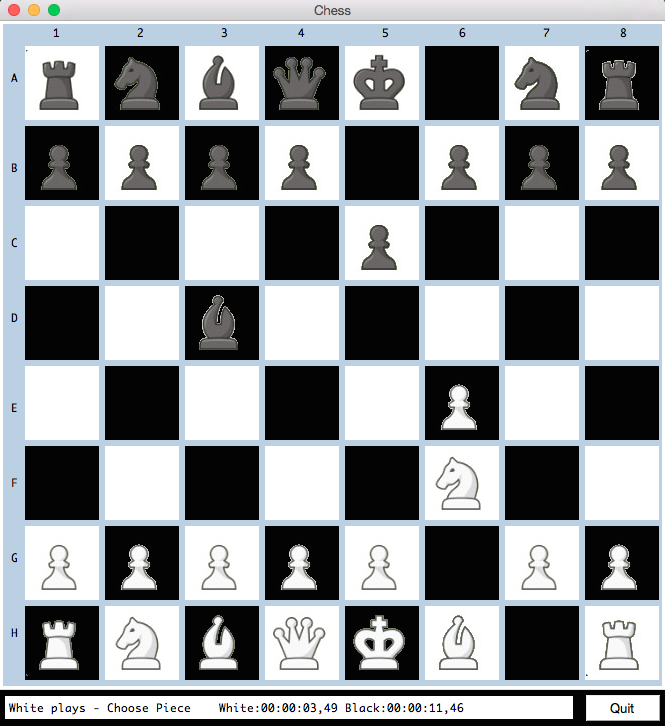 Chess
1 2 3 4 5 6 7 8
A
B
C
D
E
F
G
H
White plays - Choose Piece White:00:00:03,49 Black:00:00:11,46 Quit